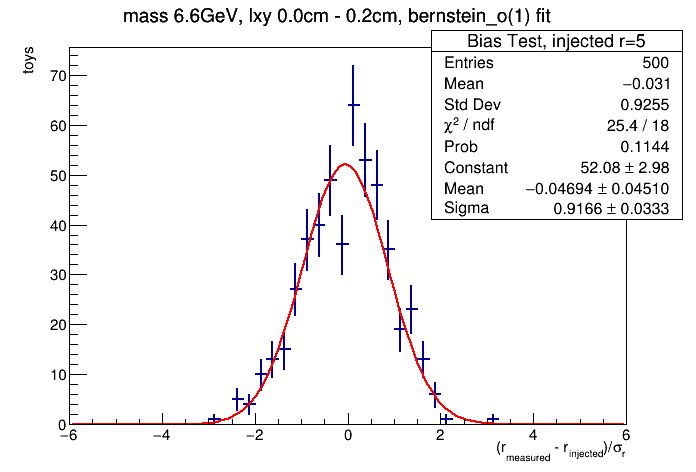 mass 6.6GeV, lxy 0.0cm - 0.2cm, bernstein_o(1) fit
Bias Test, injected r=5
Entries 500
Mean −0.031
Std Dev 0.9255
χ² / ndf 25.4 / 18
Prob 0.1144
Constant 52.08 ± 2.98
Mean −0.04694 ± 0.04510
Sigma 0.9166 ± 0.0333
toys
70
60
50
40
30
20
10
0
−6 −4 −2 0 2 4 6
(r_measured - r_injected)/σ_r